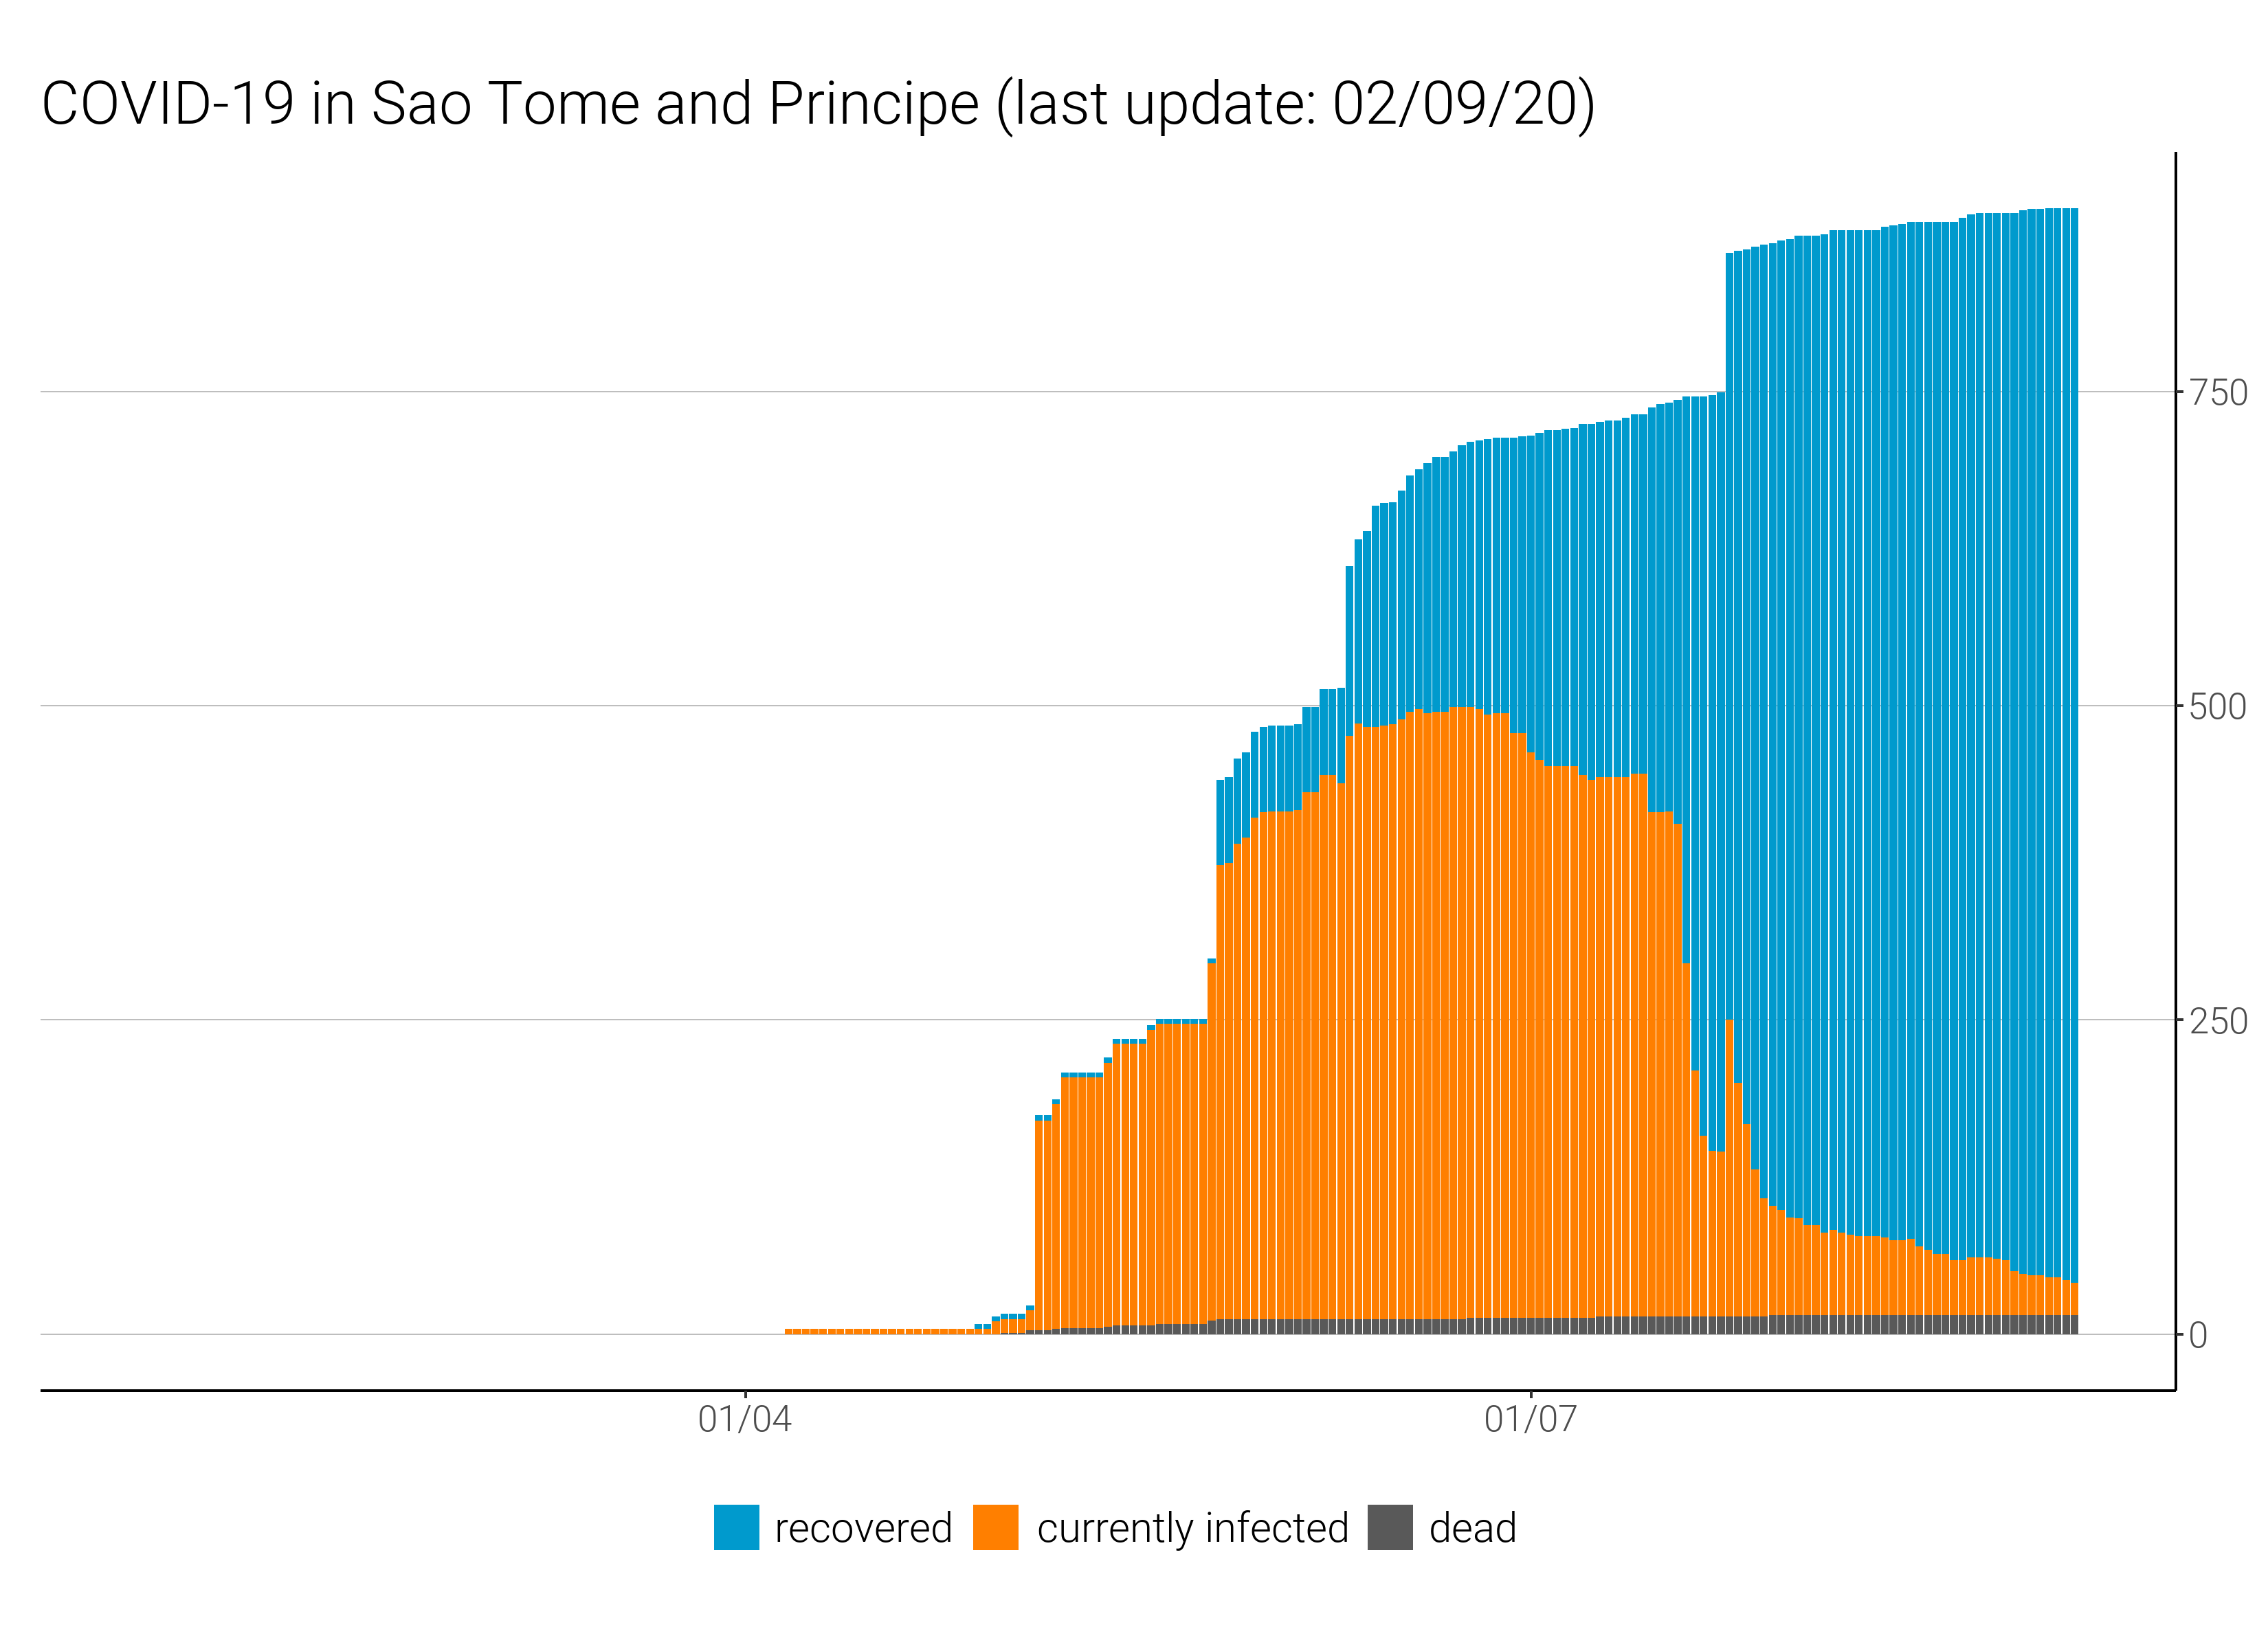 COVID-19 in Sao Tome and Principe (last update: 02/09/20)
750
500
250
0
01/04 01/07
recovered currently infected dead